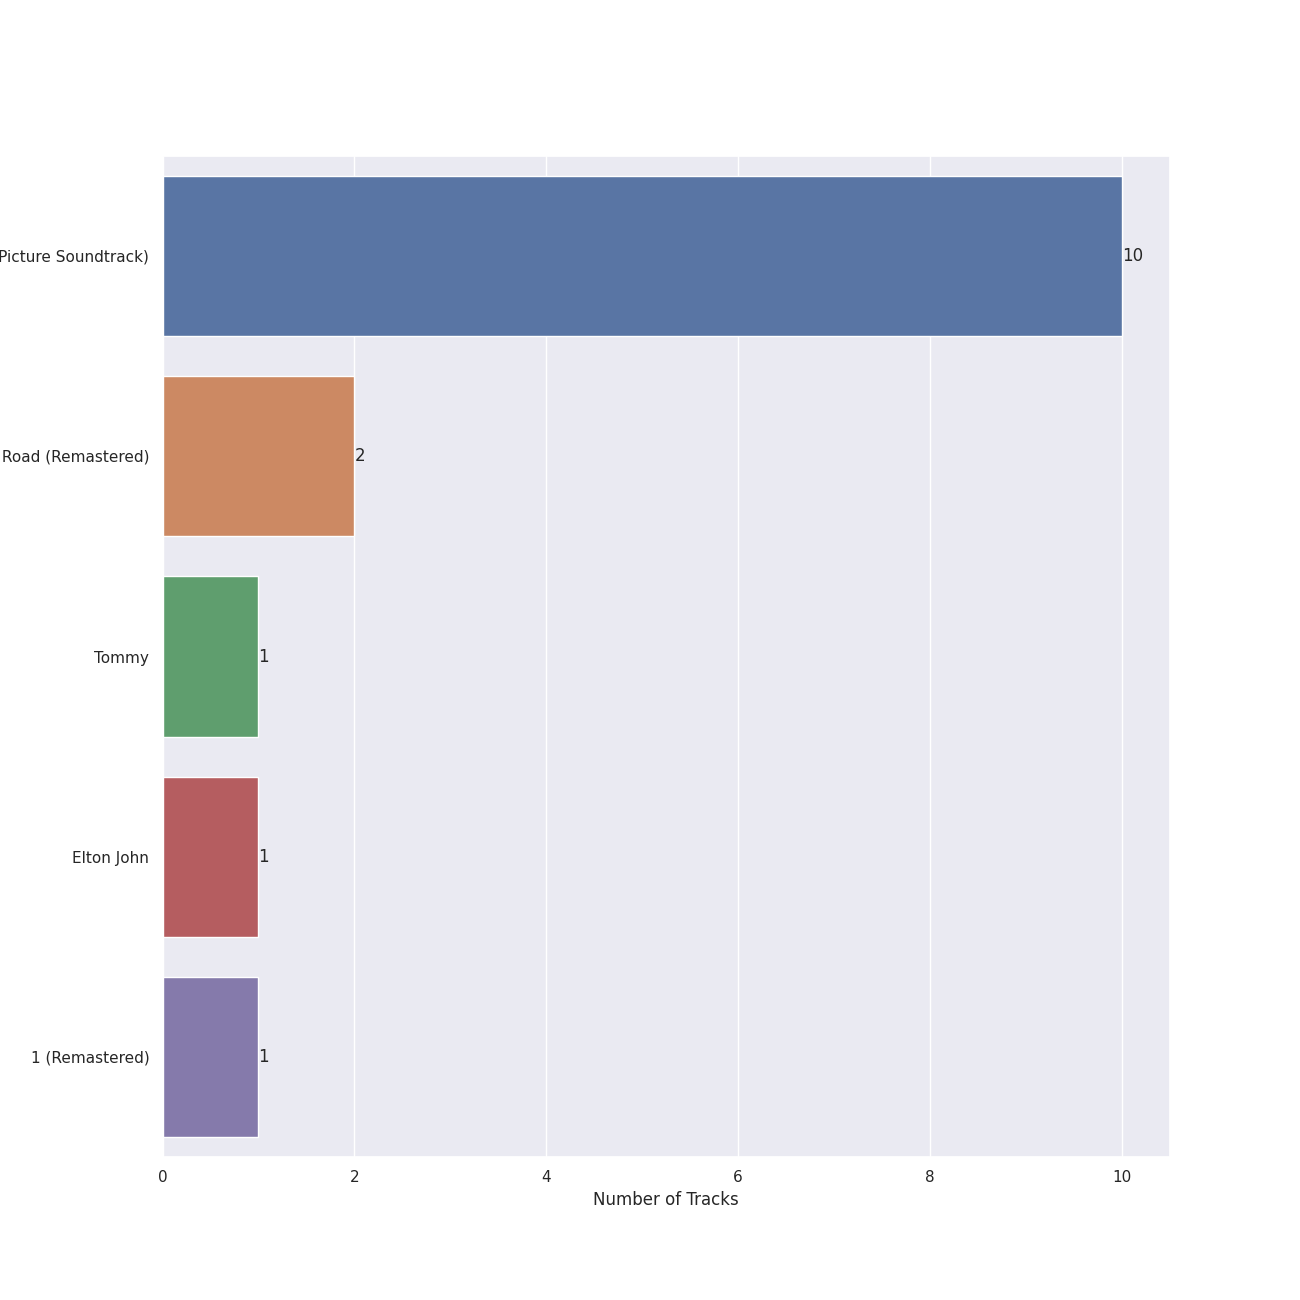 Picture Soundtrack)
10
Road (Remastered)
2
Tommy
1
Elton John
1
1 (Remastered)
1
0 2 4 6 8 10
Number of Tracks